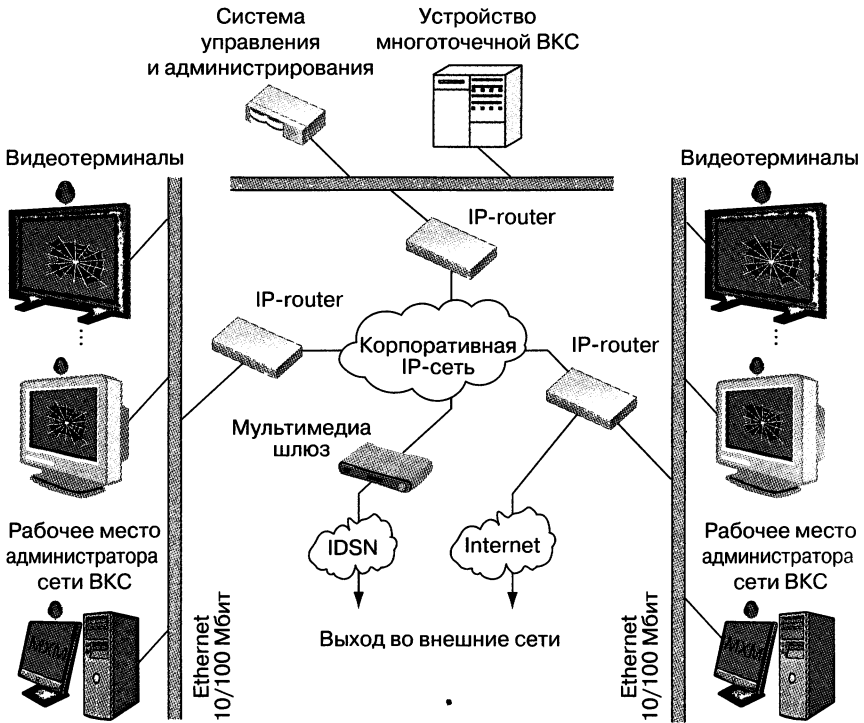 Система
управления
и администрирования
Устройство
многоточечной ВКС
Видеотерминалы
Видеотерминалы
IP-router
IP-router
IP-router
Корпоративная
IP-сеть
Мультимедиа
шлюз
IDSN
Internet
Рабочее место
администратора
сети ВКС
Рабочее место
администратора
сети ВКС
MXM
MXM
Ethernet
10/100 Мбит
Ethernet
10/100 Мбит
Выход во внешние сети